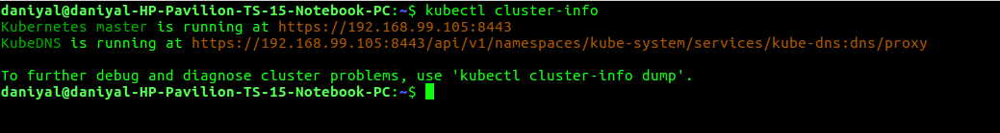 daniyal@daniyal-HP-Pavilion-TS-15-Notebook-PC:~$ kubectl cluster-info
Kubernetes master is running at https://192.168.99.105:8443
KubeDNS is running at https://192.168.99.105:8443/api/v1/namespaces/kube-system/services/kube-dns:dns/proxy

To further debug and diagnose cluster problems, use 'kubectl cluster-info dump'.
daniyal@daniyal-HP-Pavilion-TS-15-Notebook-PC:~$